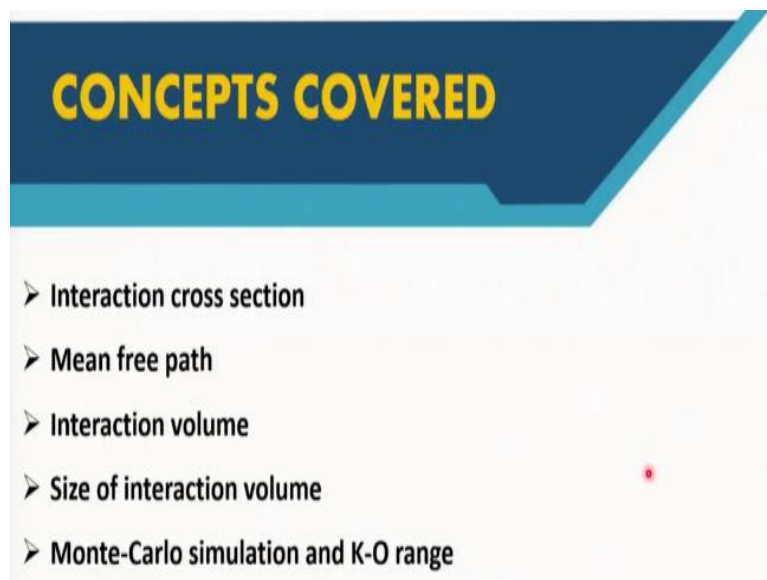 CONCEPTS COVERED
➢ Interaction cross section
➢ Mean free path
➢ Interaction volume
➢ Size of interaction volume
➢ Monte-Carlo simulation and K-O range